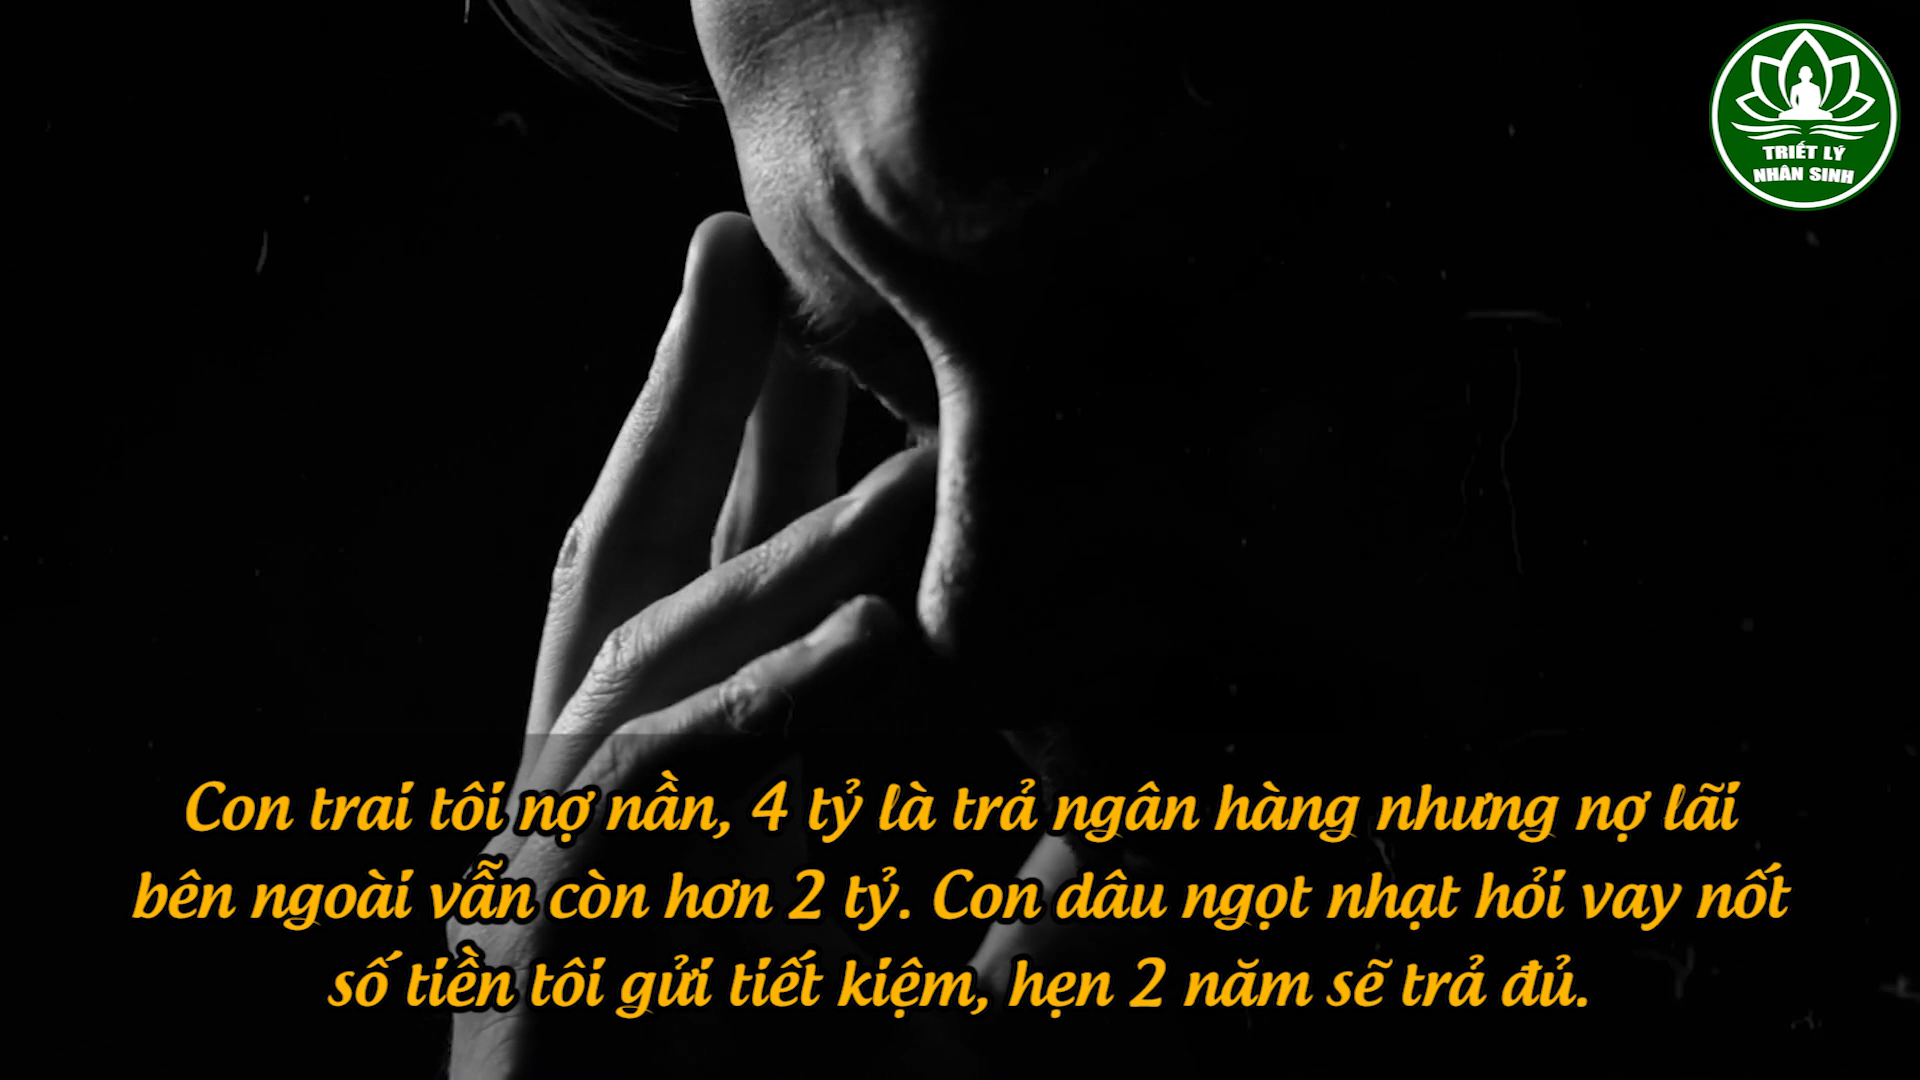 TRIẾT LÝ
NHÂN SINH
Con trai tôi nợ nần, 4 tỷ là trả ngân hàng nhưng nợ lãi
bên ngoài vẫn còn hơn 2 tỷ. Con dâu ngọt nhạt hỏi vay nốt
số tiền tôi gửi tiết kiệm, hẹn 2 năm sẽ trả đủ.